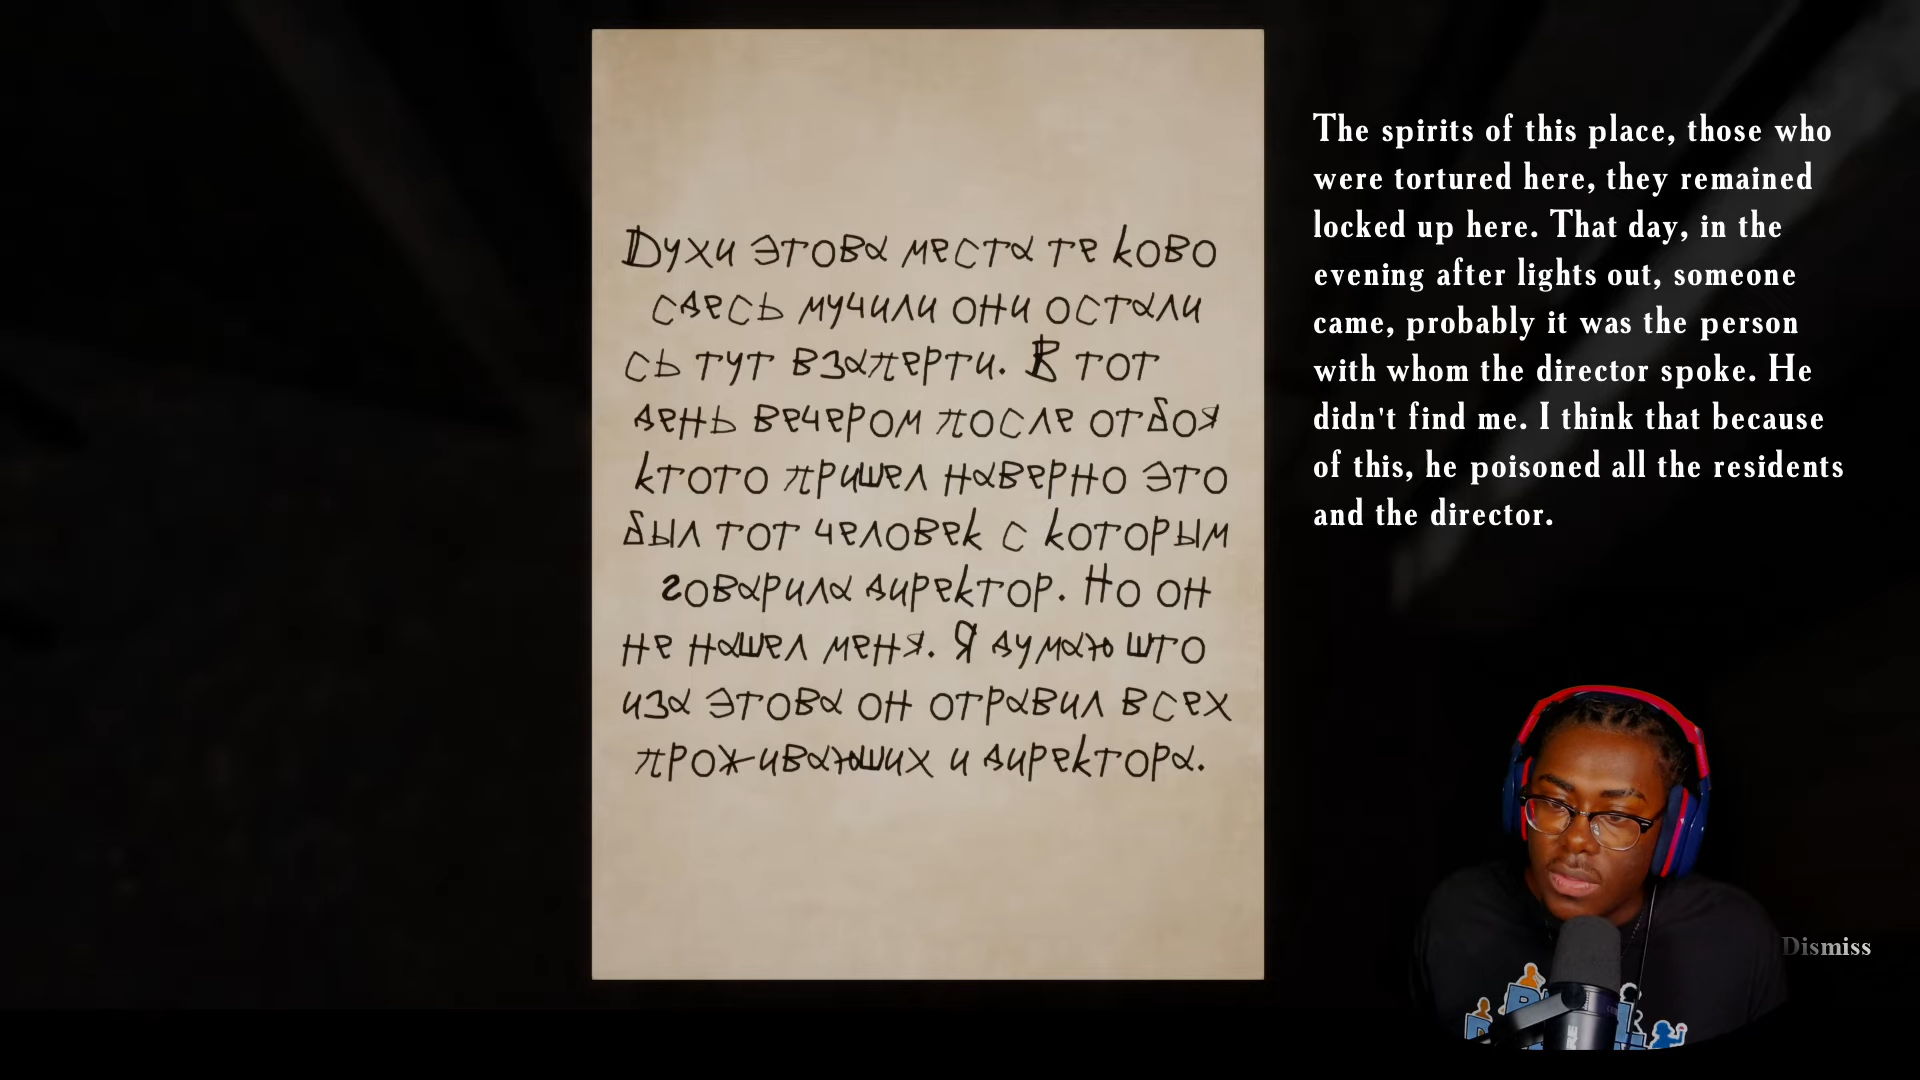 Духи этова места те ково
сдесь мучили они остали
сь тут взаперти. В тот
день вечером после отбоя
ктото пришел наверно это
был тот человек с которым
говарила директор. Но он
не нашел меня. Я думаю што
иза этова он отравил всех
проживаюших и директора.
The spirits of this place, those who
were tortured here, they remained
locked up here. That day, in the
evening after lights out, someone
came, probably it was the person
with whom the director spoke. He
didn't find me. I think that because
of this, he poisoned all the residents
and the director.
Dismiss